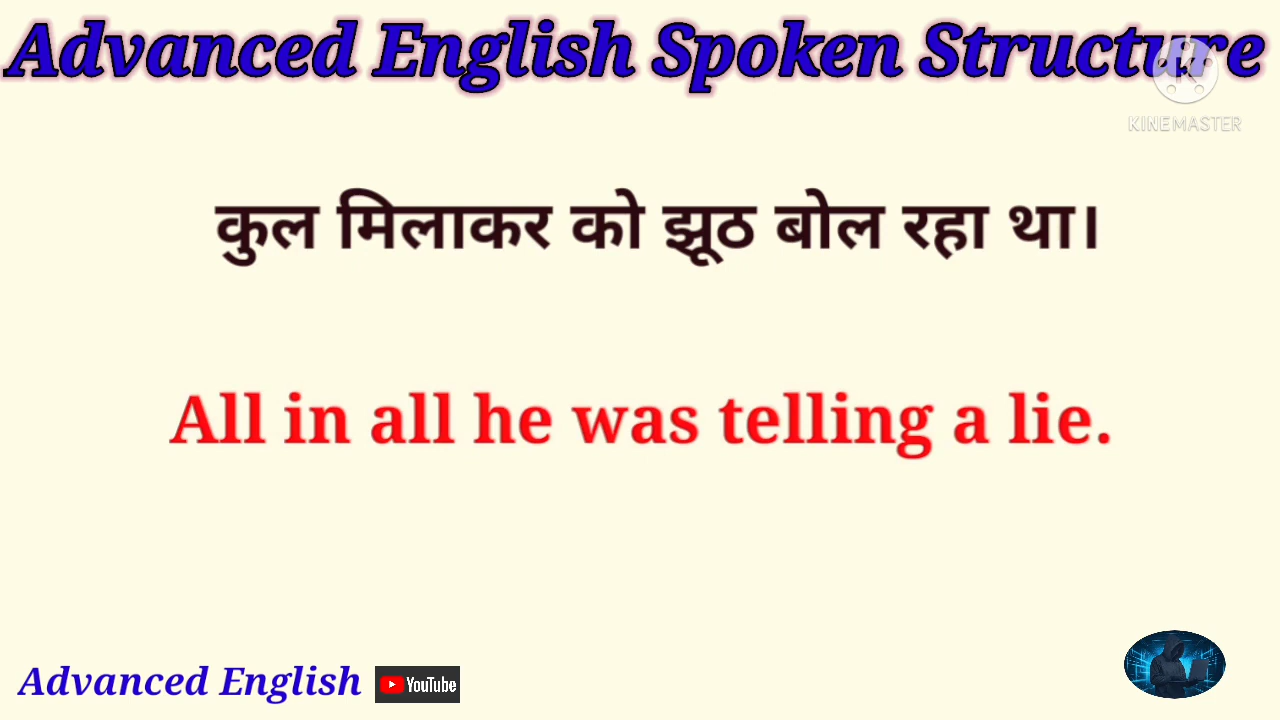 Advanced English Spoken Structure
KINEMASTER
कुल मिलाकर को झूठ बोल रहा था।
All in all he was telling a lie.
Advanced English YouTube